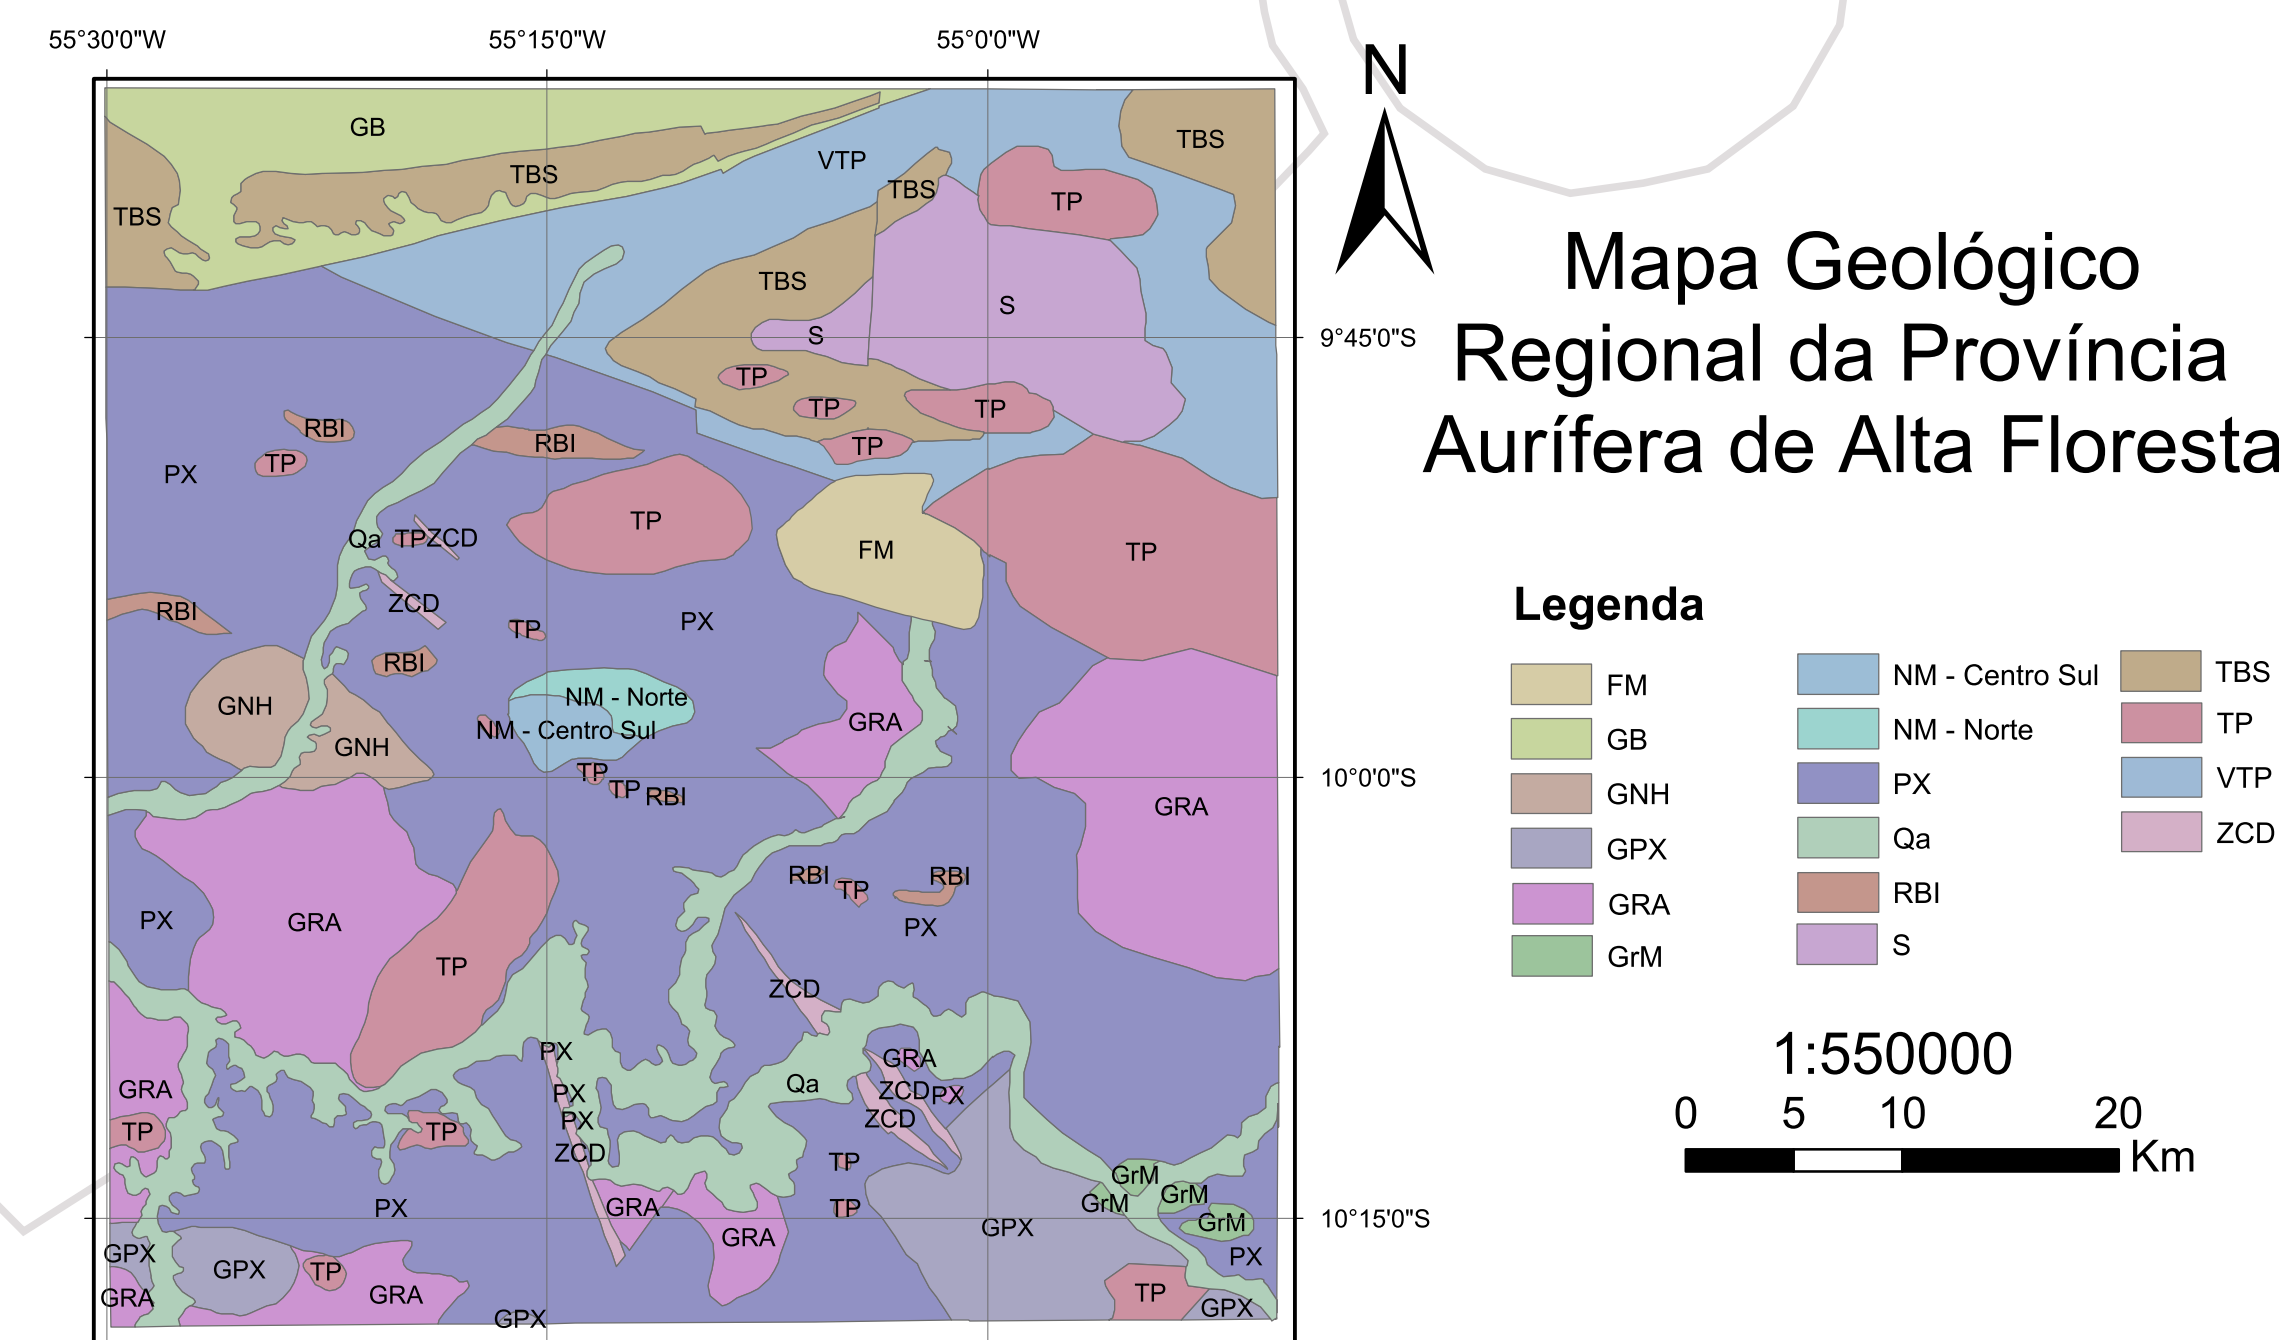 55°30'0"W
55°15'0"W
55°0'0"W
N
GB
TBS
TBS
VTP
TBS
TBS
TP
TBS
TBS
S
S
9°45'0"S
Mapa Geológico
Regional da Província
Aurífera de Alta Floresta
TP
TP
TP
TP
RBI
RBI
TP
PX
TP
Qa
TP
ZCD
FM
TP
ZCD
RBI
TP
PX
RBI
GNH
NM - Norte
GRA
NM - Centro Sul
GNH
TP
TP
RBI
10°0'0"S
GRA
RBI
TP
RBI
PX
GRA
PX
TP
ZCD
PX
GRA
Qa
GRA
PX
ZCD
PX
PX
ZCD
TP
TP
ZCD
TP
GrM
GrM
GrM
PX
GRA
TP
GrM
10°15'0"S
GPX
GRA
GPX
PX
GPX
TP
GRA
GRA
GPX
TP
GPX
Legenda
FM
GB
GNH
GPX
GRA
GrM
NM - Centro Sul
NM - Norte
PX
Qa
RBI
S
TBS
TP
VTP
ZCD
1:550000
0 5 10 20
Km